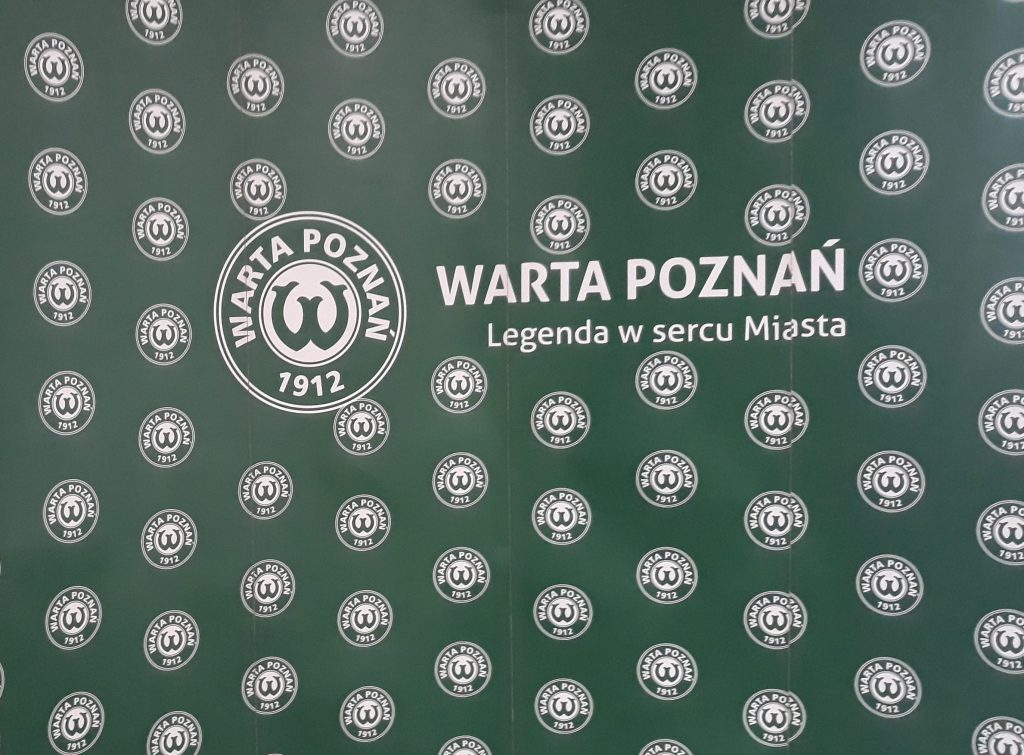 WARTA POZNAŃ
1912
WARTA POZNAŃ
Legenda w sercu Miasta